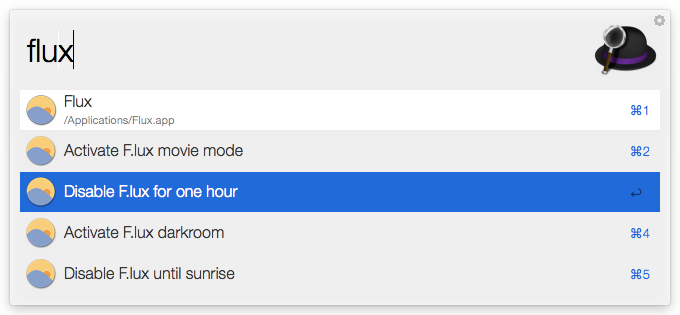 flux
Flux
/Applications/Flux.app
⌘1
Activate F.lux movie mode
⌘2
Disable F.lux for one hour
↩
Activate F.lux darkroom
⌘4
Disable F.lux until sunrise
⌘5